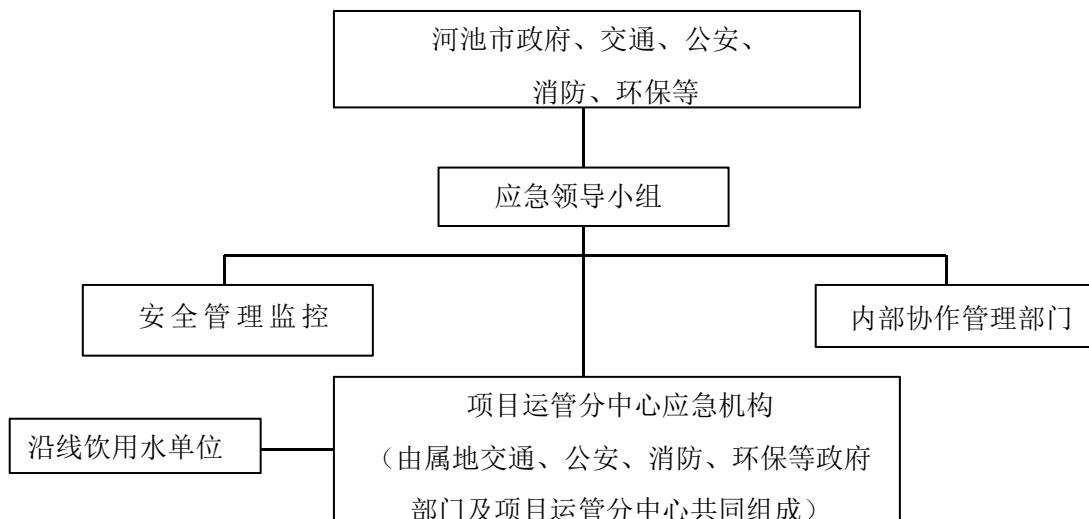 河池市政府、交通、公安、
消防、环保等
应急领导小组
安全管理监控
内部协作管理部门
项目运管分中心应急机构
（由属地交通、公安、消防、环保等政府
部门及项目运管分中心共同组成）
沿线饮用水单位